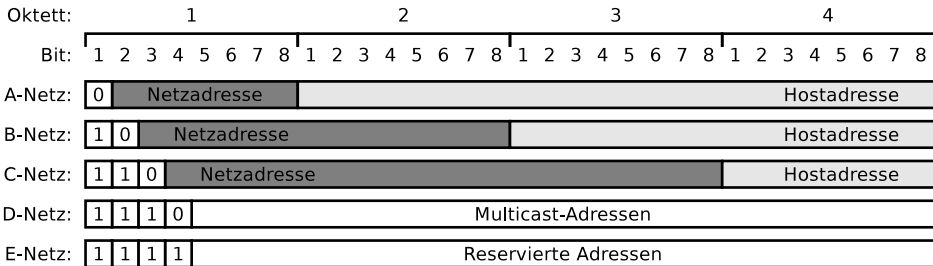 Oktett: 1 2 3 4
Bit: 1 2 3 4 5 6 7 8 1 2 3 4 5 6 7 8 1 2 3 4 5 6 7 8 1 2 3 4 5 6 7 8
A-Netz: 0 Netzadresse Hostadresse
B-Netz: 1 0 Netzadresse Hostadresse
C-Netz: 1 1 0 Netzadresse Hostadresse
D-Netz: 1 1 1 0 Multicast-Adressen
E-Netz: 1 1 1 1 Reservierte Adressen